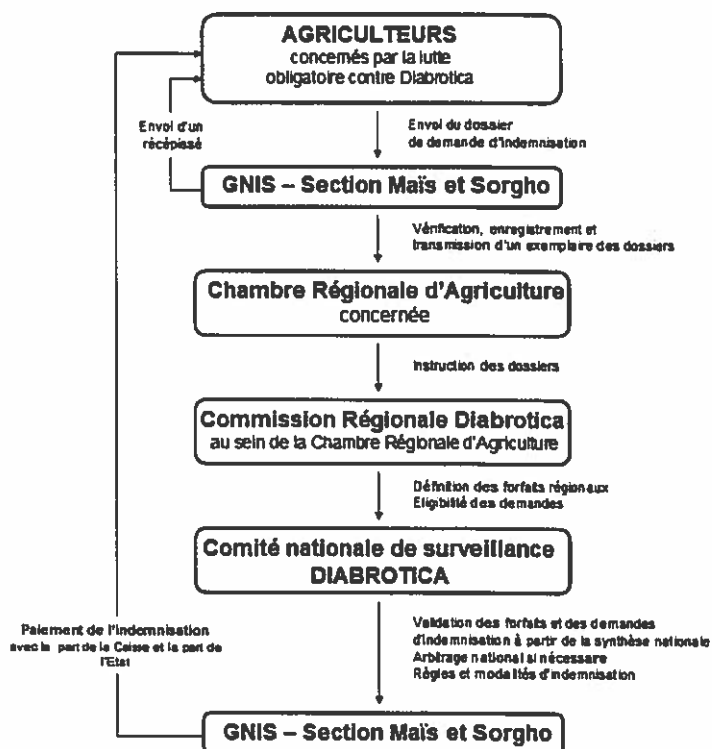 AGRICULTEURS
concernés par la lutte
obligatoire contre Diabrotica
Envoi d'un
récépissé
Envoi du dossier
de demande d'indemnisation
GNIS – Section Maïs et Sorgho
Vérification, enregistrement et
transmission d'un exemplaire des dossiers
Chambre Régionale d'Agriculture
concernée
Instruction des dossiers
Commission Régionale Diabrotica
au sein de la Chambre Régionale d'Agriculture
Définition des forfaits régionaux
Eligibilité des demandes
Comité nationale de surveillance
DIABROTICA
Paiement de l'indemnisation
avec la part de la Caisse et la part de
l'Etat
Validation des forfaits et des demandes
d'indemnisation à partir de la synthèse nationale
Arbitrage national si nécessaire
Règles et modalités d'indemnisation
GNIS – Section Maïs et Sorgho